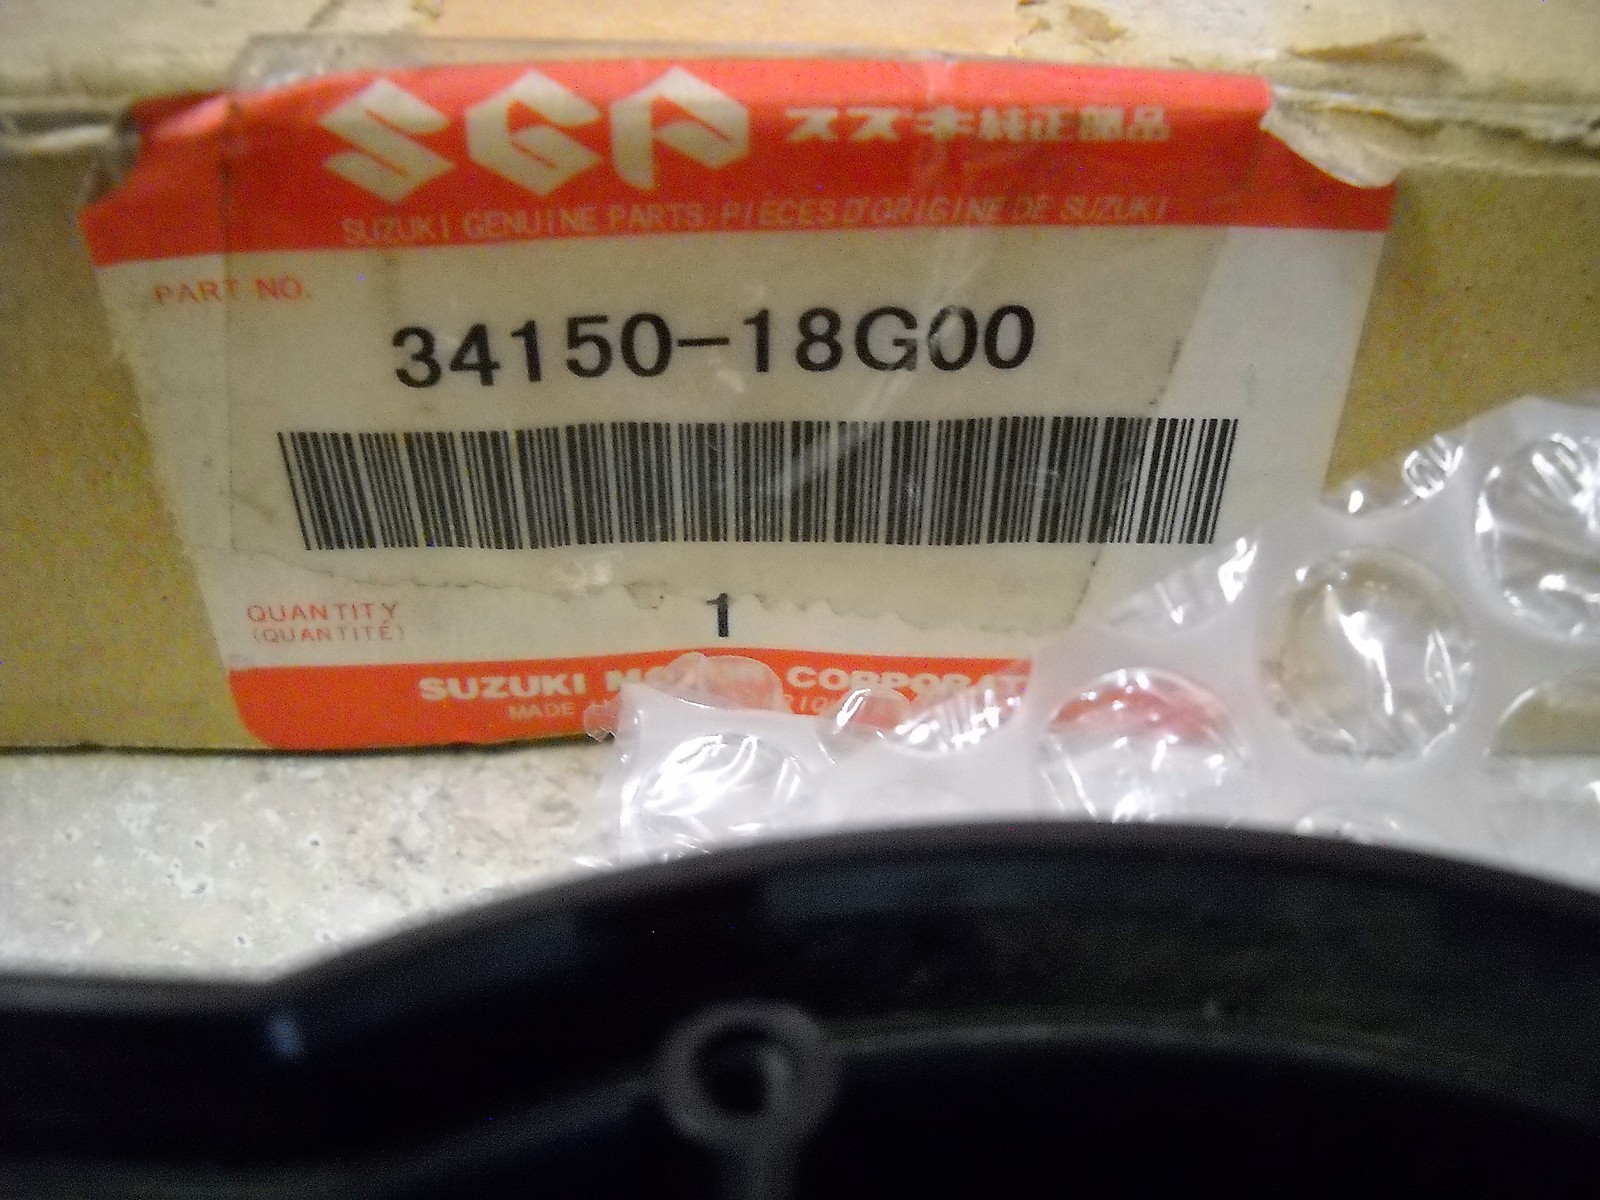 SGP スズキ純正部品
SUZUKI GENUINE PARTS/PIECES D'ORIGINE DE SUZUKI
PART NO.
34150-18G00
QUANTITY
(QUANTITÉ)
1
SUZUKI
MADE